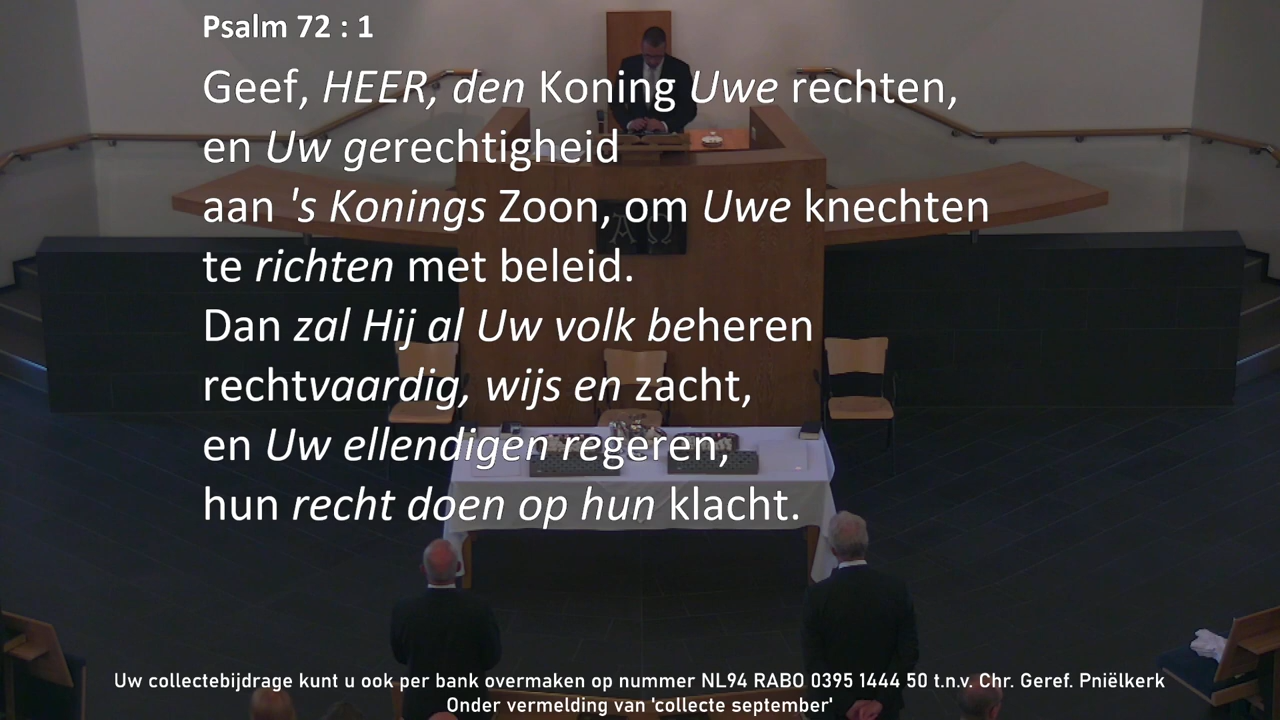 Psalm 72 : 1
Geef, HEER, den Koning Uwe rechten,
en Uw gerechtigheid
aan 's Konings Zoon, om Uwe knechten
te richten met beleid.
Dan zal Hij al Uw volk beheren
rechtvaardig, wijs en zacht,
en Uw ellendigen regeren,
hun recht doen op hun klacht.
Α Ω
Uw collectebijdrage kunt u ook per bank overmaken op nummer NL94 RABO 0395 1444 50 t.n.v. Chr. Geref. Pniëlkerk
Onder vermelding van 'collecte september'